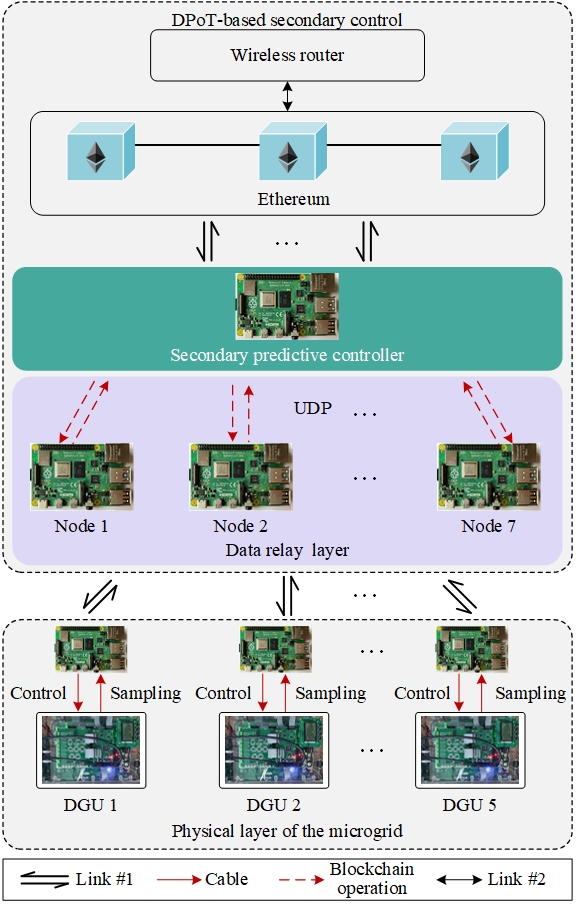 DPoT-based secondary control
Wireless router
Ethereum
...
Secondary predictive controller
UDP ...
...
Node 1 Node 2 Node 7
Data relay layer
...
...
Control Sampling Control Sampling Control Sampling
...
DGU 1 DGU 2 DGU 5
Physical layer of the microgrid
Link #1 Cable Blockchain operation Link #2